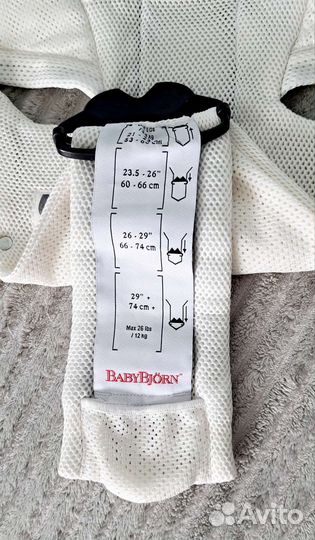 23.5 - 26"
60 - 66 cm
26 - 29"
66 - 74 cm
29" +
74 cm +
Max 26 lbs
/ 12 kg
BABYBJÖRN™
Avito